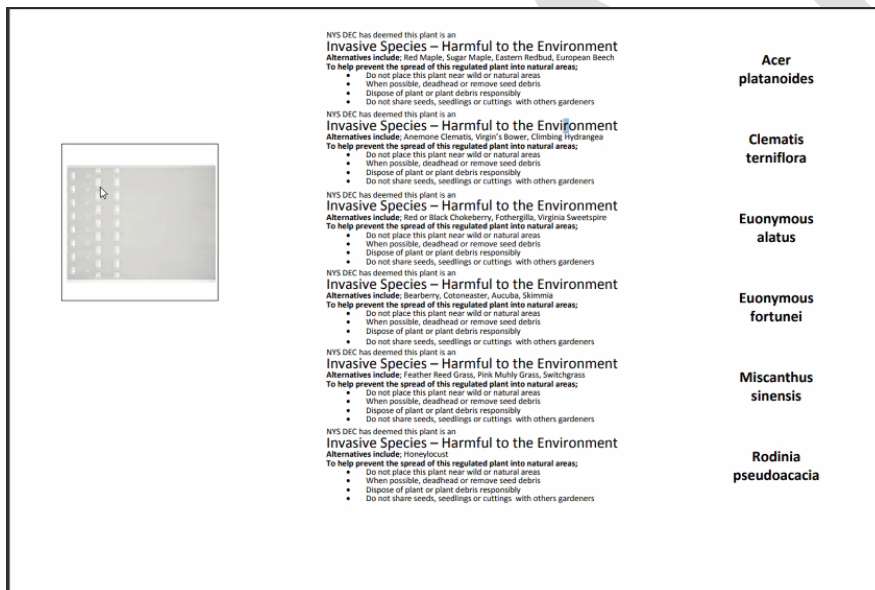 NYS DEC has deemed this plant is an
Invasive Species – Harmful to the Environment
Alternatives include; Red Maple, Sugar Maple, Eastern Redbud, European Beech
To help prevent the spread of this regulated plant into natural areas;
• Do not place this plant near wild or natural areas
• When possible, deadhead or remove seed debris
• Dispose of plant or plant debris responsibly
• Do not share seeds, seedlings or cuttings with others gardeners
Acer
platanoides
NYS DEC has deemed this plant is an
Invasive Species – Harmful to the Environment
Alternatives include; Anemone Clematis, Virgin's Bower, Climbing Hydrangea
To help prevent the spread of this regulated plant into natural areas;
• Do not place this plant near wild or natural areas
• When possible, deadhead or remove seed debris
• Dispose of plant or plant debris responsibly
• Do not share seeds, seedlings or cuttings with others gardeners
Clematis
terniflora
NYS DEC has deemed this plant is an
Invasive Species – Harmful to the Environment
Alternatives include; Red or Black Chokeberry, Fothergilla, Virginia Sweetspire
To help prevent the spread of this regulated plant into natural areas;
• Do not place this plant near wild or natural areas
• When possible, deadhead or remove seed debris
• Dispose of plant or plant debris responsibly
• Do not share seeds, seedlings or cuttings with others gardeners
Euonymous
alatus
NYS DEC has deemed this plant is an
Invasive Species – Harmful to the Environment
Alternatives include; Bearberry, Cotoneaster, Aucuba, Skimmia
To help prevent the spread of this regulated plant into natural areas;
• Do not place this plant near wild or natural areas
• When possible, deadhead or remove seed debris
• Dispose of plant or plant debris responsibly
• Do not share seeds, seedlings or cuttings with others gardeners
Euonymous
fortunei
NYS DEC has deemed this plant is an
Invasive Species – Harmful to the Environment
Alternatives include; Feather Reed Grass, Pink Muhly Grass, Switchgrass
To help prevent the spread of this regulated plant into natural areas;
• Do not place this plant near wild or natural areas
• When possible, deadhead or remove seed debris
• Dispose of plant or plant debris responsibly
• Do not share seeds, seedlings or cuttings with others gardeners
Miscanthus
sinensis
NYS DEC has deemed this plant is an
Invasive Species – Harmful to the Environment
Alternatives include; Honeylocust
To help prevent the spread of this regulated plant into natural areas;
• Do not place this plant near wild or natural areas
• When possible, deadhead or remove seed debris
• Dispose of plant or plant debris responsibly
• Do not share seeds, seedlings or cuttings with others gardeners
Rodinia
pseudoacacia